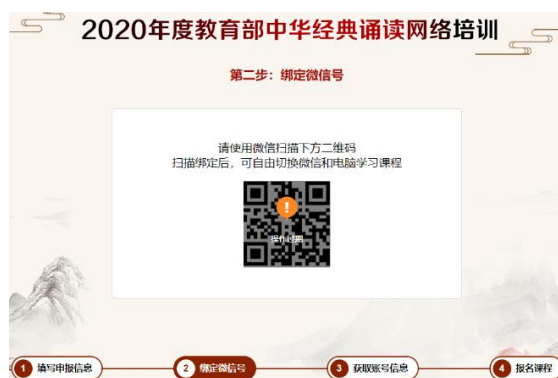 2020年度教育部中华经典诵读网络培训
第二步：绑定微信号
请使用微信扫描下方二维码
扫描绑定后，可自由切换微信和电脑学习课程
!
操作过期
1 填写申报信息
2 绑定微信号
3 获取账号信息
4 报名课程